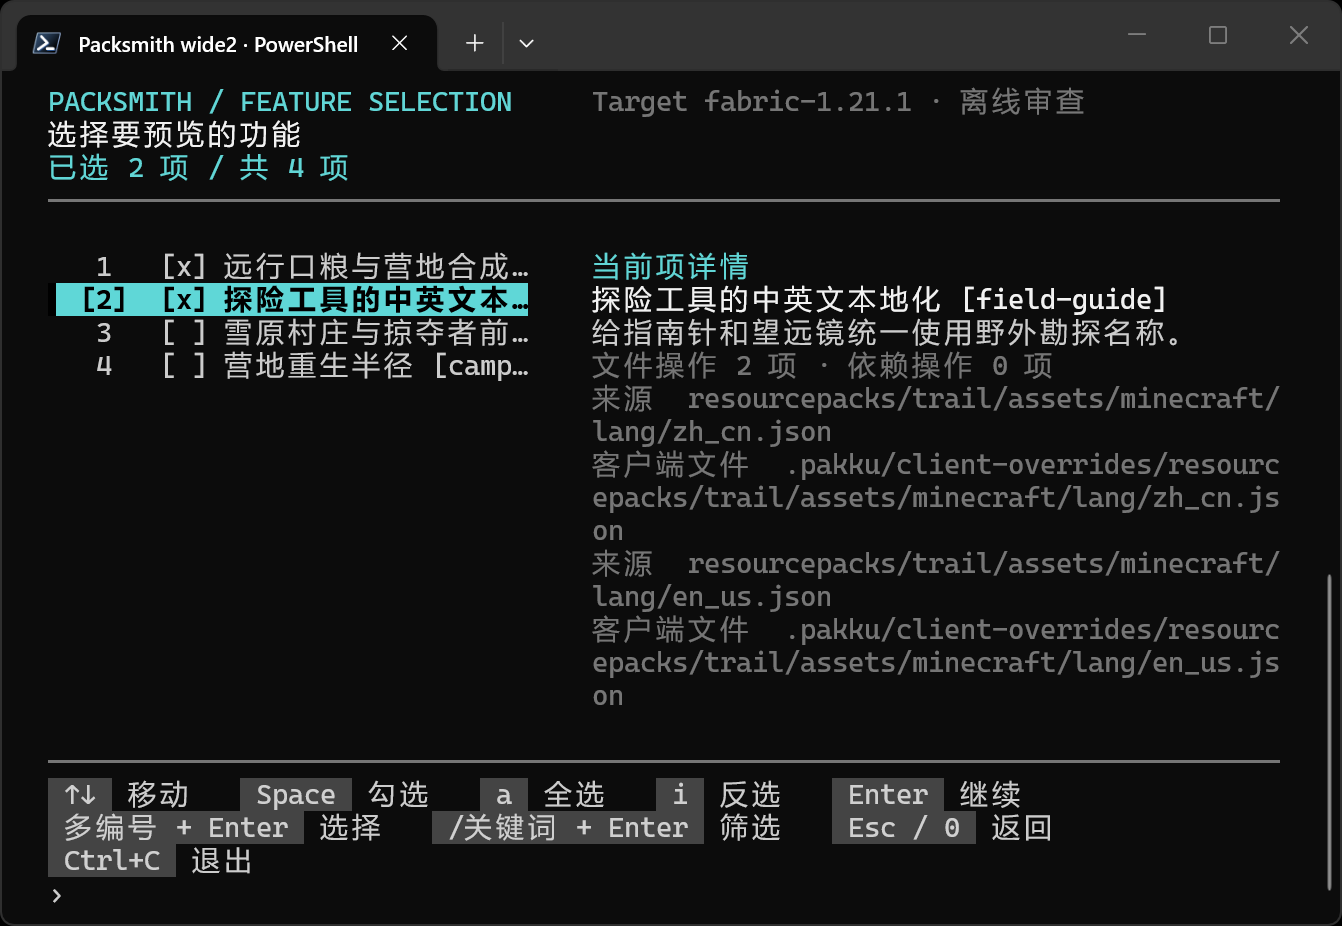 Packsmith wide2 · PowerShell
PACKSMITH / FEATURE SELECTION
Target fabric-1.21.1 · 离线审查
选择要预览的功能
已选 2 项 / 共 4 项
1 [x] 远行口粮与营地合成…
[2] [x] 探险工具的中英文本…
3 [ ] 雪原村庄与掠夺者前…
4 [ ] 营地重生半径 [camp…
当前项详情
探险工具的中英文本地化 [field-guide]
给指南针和望远镜统一使用野外勘探名称。
文件操作 2 项 · 依赖操作 0 项
来源 resourcepacks/trail/assets/minecraft/
lang/zh_cn.json
客户端文件 .pakku/client-overrides/resourc
epacks/trail/assets/minecraft/lang/zh_cn.js
on
来源 resourcepacks/trail/assets/minecraft/
lang/en_us.json
客户端文件 .pakku/client-overrides/resourc
epacks/trail/assets/minecraft/lang/en_us.js
on
↑↓ 移动 Space 勾选 a 全选 i 反选 Enter 继续
多编号 + Enter 选择 /关键词 + Enter 筛选 Esc / 0 返回
Ctrl+C 退出
›